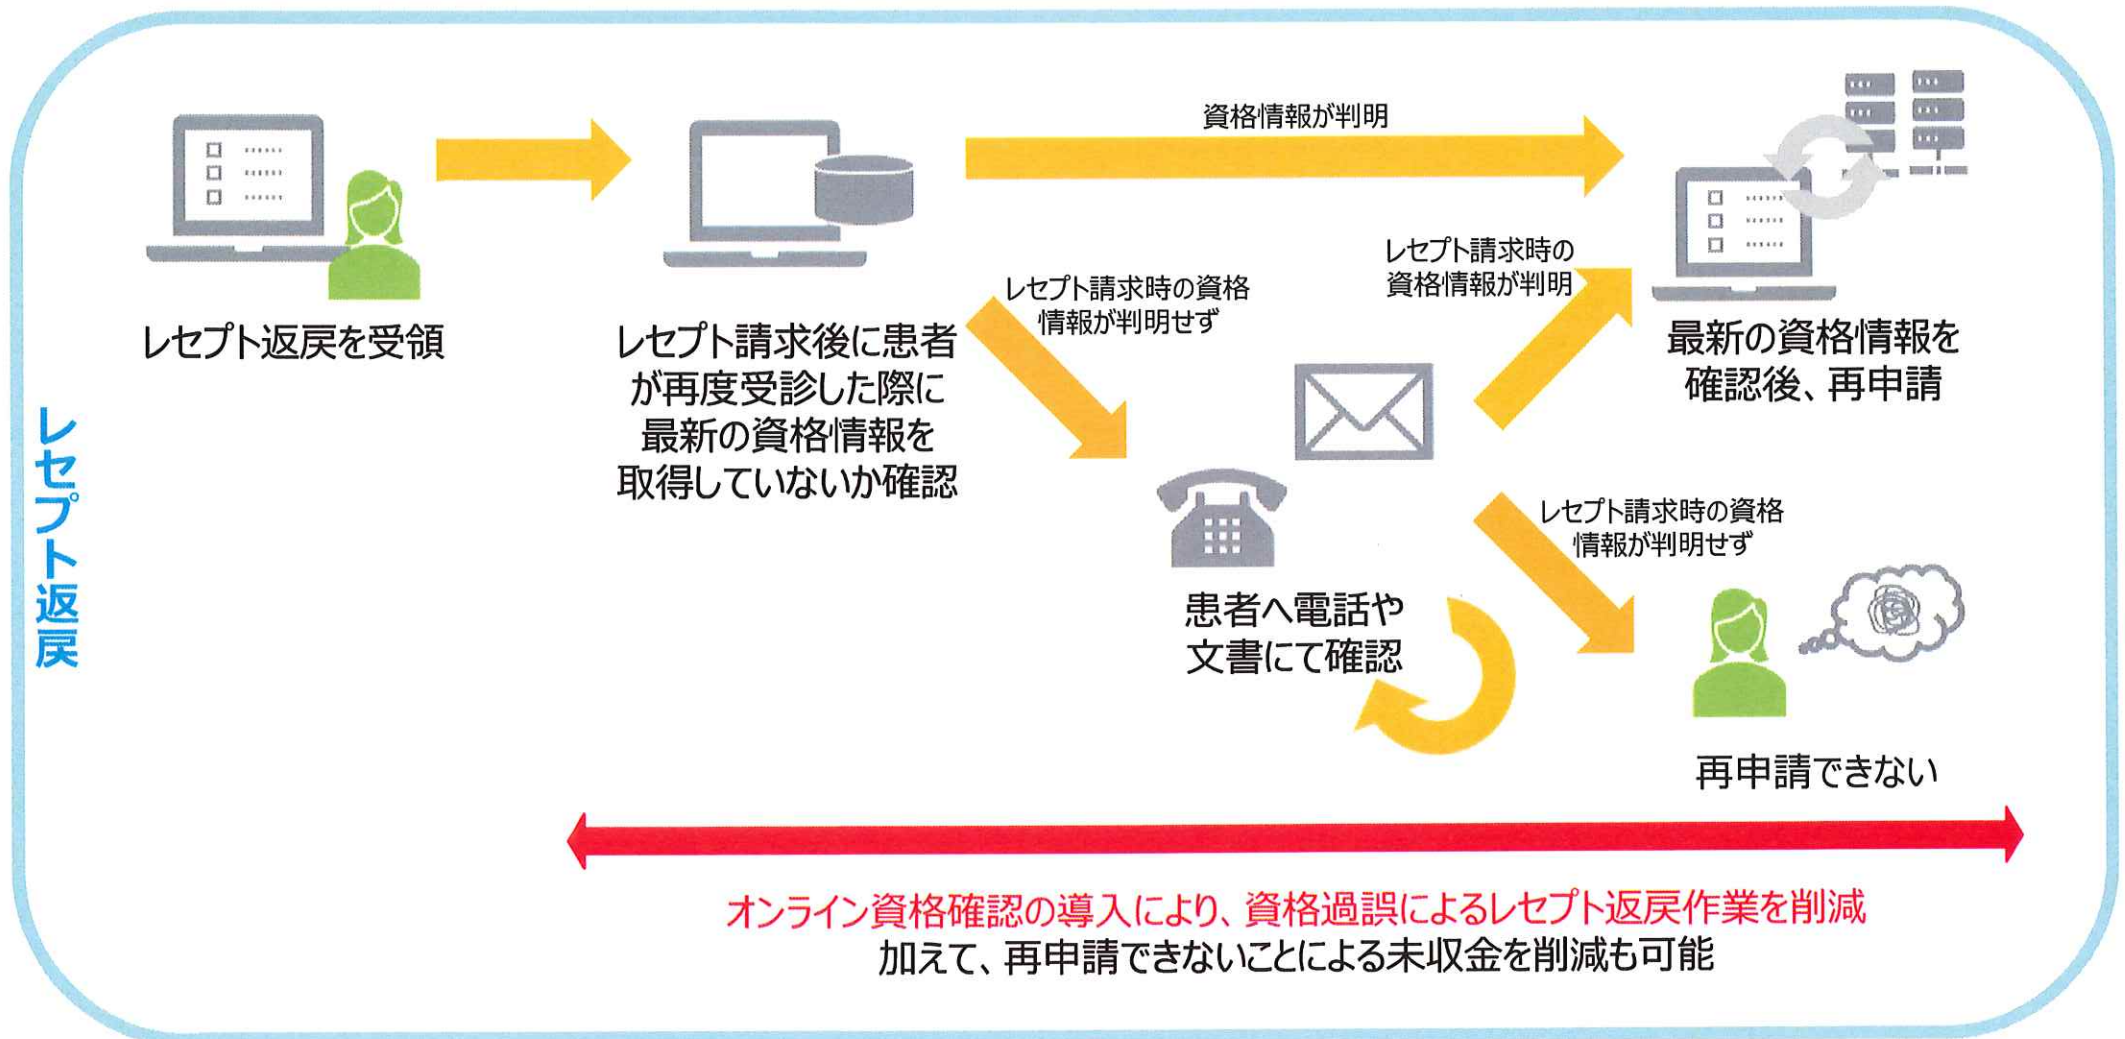 レセプト返戻
レセプト返戻を受領
レセプト請求後に患者
が再度受診した際に
最新の資格情報を
取得していないか確認
資格情報が判明
レセプト請求時の資格
情報が判明せず
患者へ電話や
文書にて確認
レセプト請求時の
資格情報が判明
最新の資格情報を
確認後、再申請
レセプト請求時の資格
情報が判明せず
再申請できない
オンライン資格確認の導入により、資格過誤によるレセプト返戻作業を削減
加えて、再申請できないことによる未収金を削減も可能